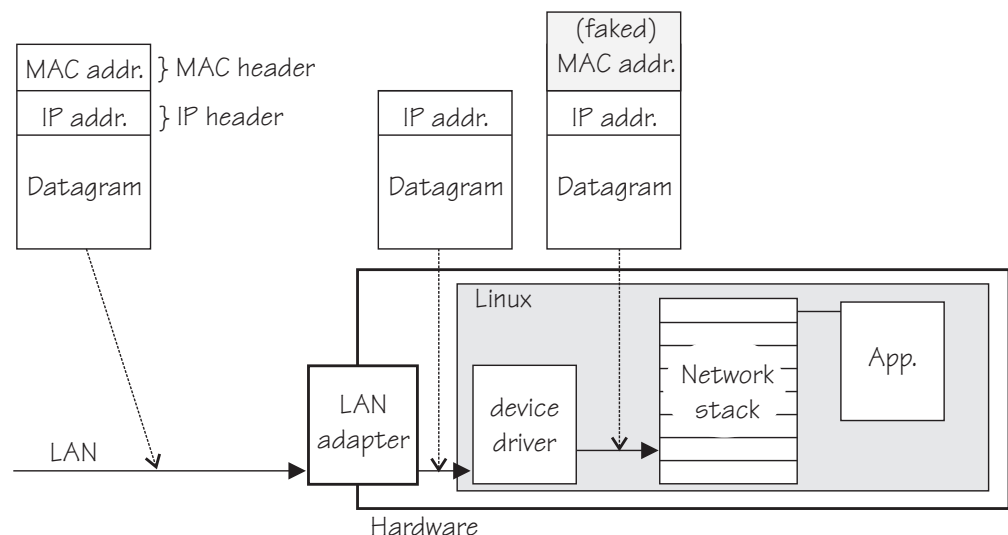 MAC addr.
} MAC header
IP addr.
} IP header
Datagram
IP addr.
Datagram
(faked)
MAC addr.
IP addr.
Datagram
LAN
LAN
adapter
Linux
device
driver
Network
stack
App.
Hardware